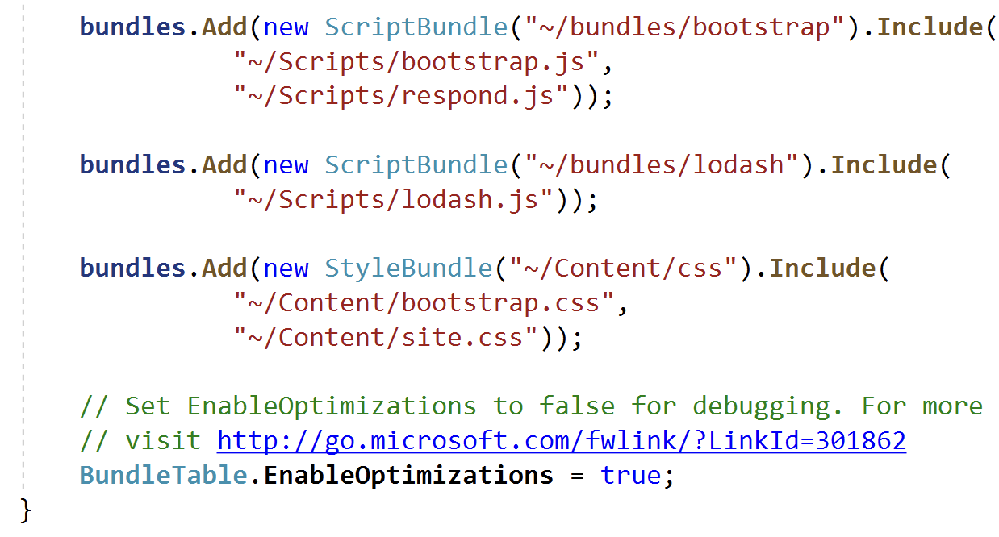 bundles.Add(new ScriptBundle("~/bundles/bootstrap").Include(
"~/Scripts/bootstrap.js",
"~/Scripts/respond.js"));
bundles.Add(new ScriptBundle("~/bundles/lodash").Include(
"~/Scripts/lodash.js"));
bundles.Add(new StyleBundle("~/Content/css").Include(
"~/Content/bootstrap.css",
"~/Content/site.css"));
// Set EnableOptimizations to false for debugging. For more
// visit http://go.microsoft.com/fwlink/?LinkId=301862
BundleTable.EnableOptimizations = true;
}